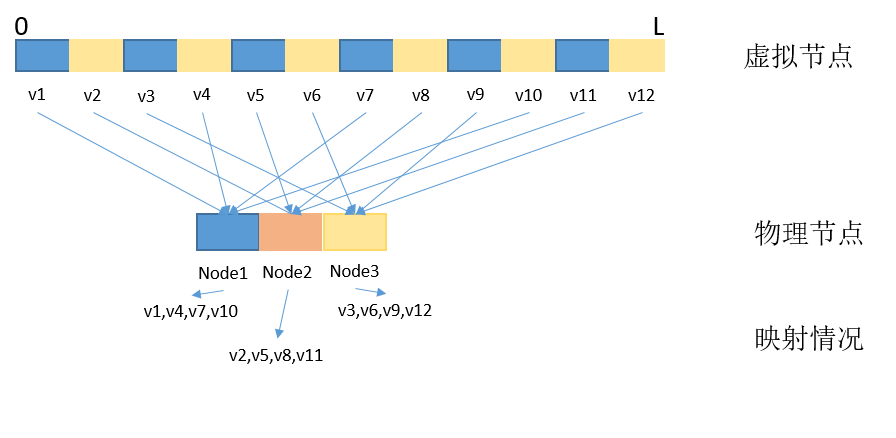 0 L
虚拟节点
v1 v2 v3 v4 v5 v6 v7 v8 v9 v10 v11 v12
物理节点
Node1 Node2 Node3
v1,v4,v7,v10
v3,v6,v9,v12
映射情况
v2,v5,v8,v11